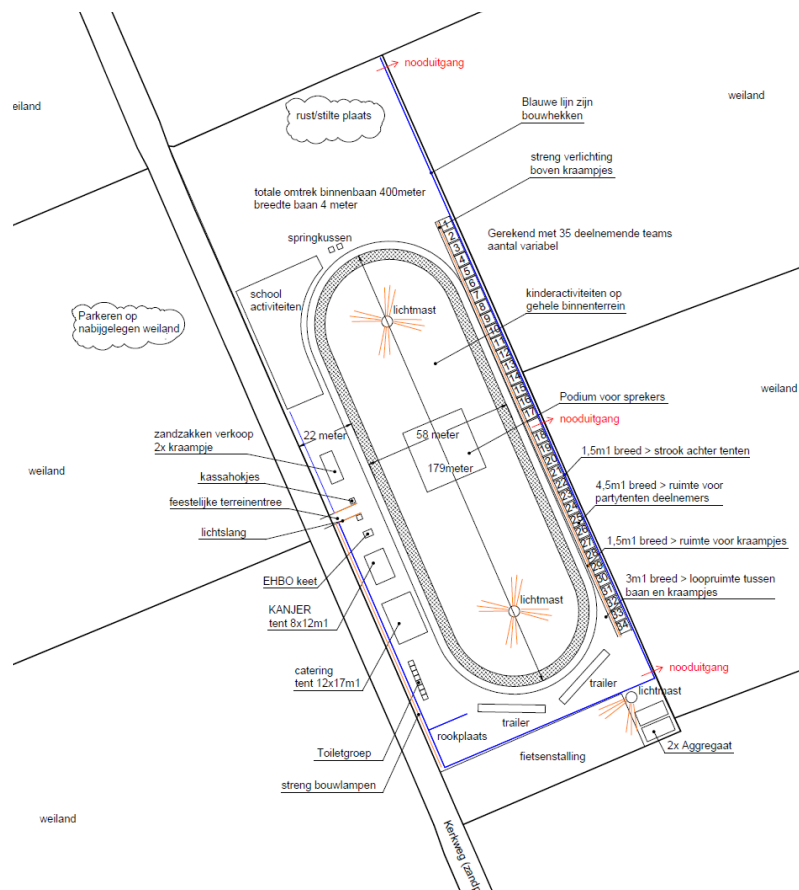 nooduitgang
eiland
rust/stilte plaats
Blauwe lijn zijn
bouwhekken
weiland
streng verlichting
boven kraampjes
totale omtrek binnenbaan 400meter
breedte baan 4 meter
springkussen
Gerekend met 35 deelnemende teams
aantal variabel
school
activiteiten
kinderactiviteiten op
gehele binnenterrein
lichtmast
Parkeren op
nabijgelegen weiland
weiland
Podium voor sprekers
nooduitgang
zandzakken verkoop
2x kraampje
22 meter
58 meter
179meter
1,5m1 breed > strook achter tenten
weiland
kassahokjes
4,5m1 breed > ruimte voor
partytenten deelnemers
feestelijke terreinentree
lichtslang
1,5m1 breed > ruimte voor kraampjes
EHBO keet
3m1 breed > loopruimte tussen
baan en kraampjes
KANJER
tent 8x12m1
lichtmast
catering
tent 12x17m1
nooduitgang
trailer
lichtmast
trailer
rookplaats
Toiletgroep
fietsenstalling
2x Aggregaat
streng bouwlampen
weiland
Kerkweg (zandp